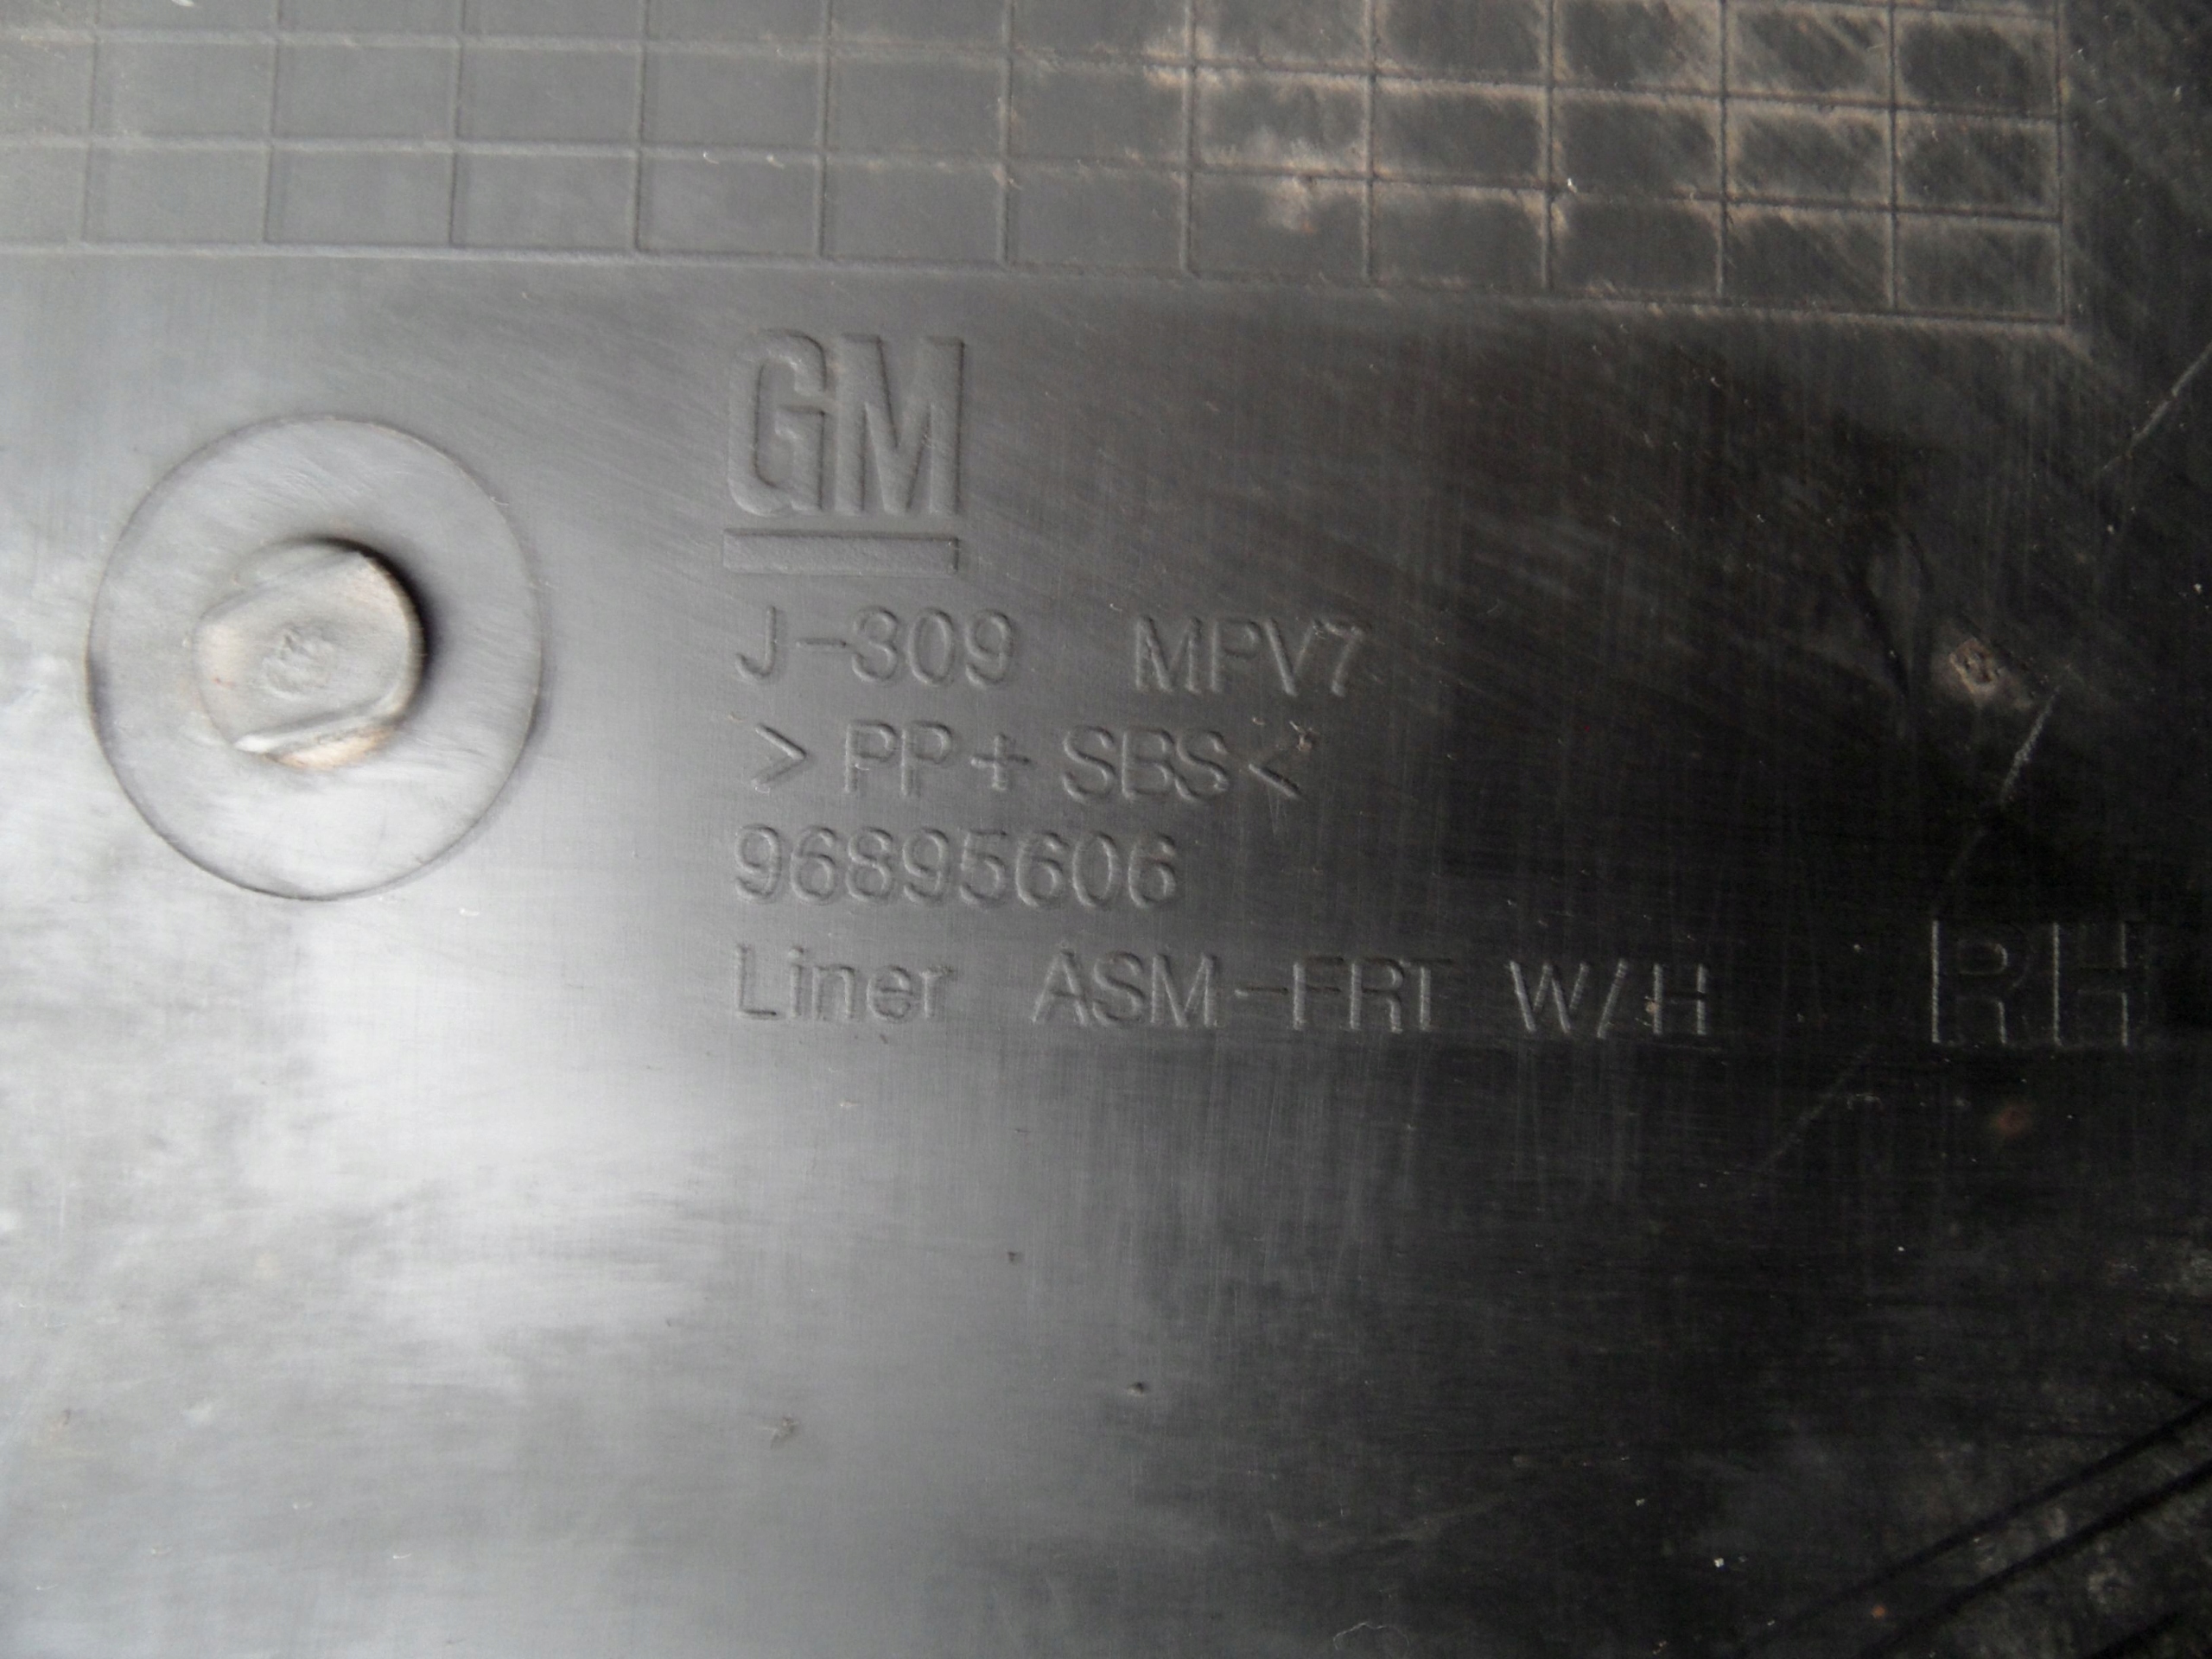 GM
J-309 MPV7
>PP+SBS<
96895606
Liner ASM-FRT W/H RH